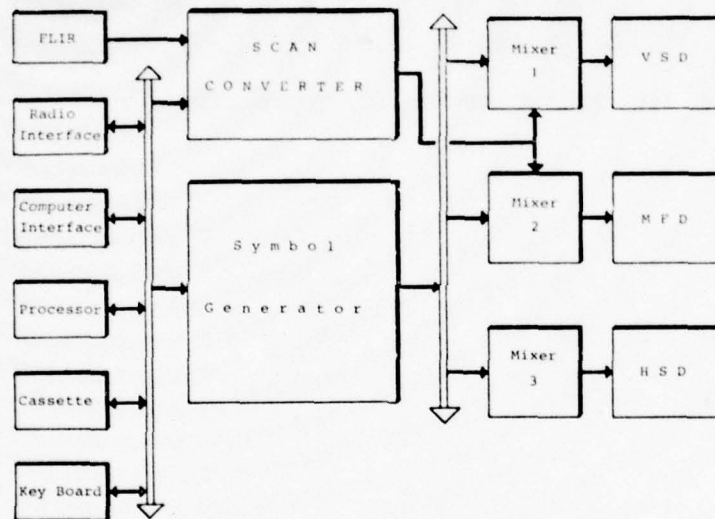 FLIR
Radio
Interface
Computer
Interface
Processor
Cassette
Key Board
SCAN
CONVERTER
Symbol
Generator
Mixer
1
Mixer
2
Mixer
3
VSD
MFD
HSD